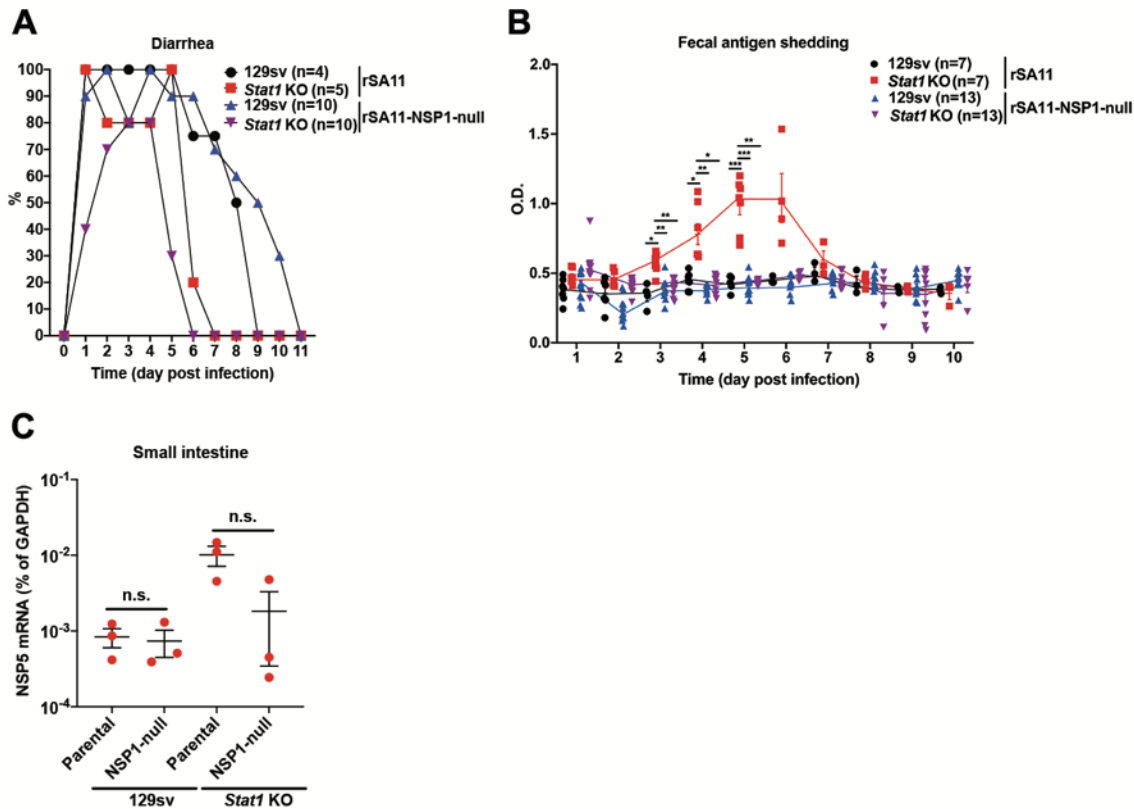 A
Diarrhea
100
90
80
70
60
50
40
30
20
10
0
%
0 1 2 3 4 5 6 7 8 9 10 11
Time (day post infection)
129sv (n=4)
Stat1 KO (n=5)
rSA11
129sv (n=10)
Stat1 KO (n=10)
rSA11-NSP1-null
B
Fecal antigen shedding
2.0
1.5
1.0
0.5
0.0
O.D.
1 2 3 4 5 6 7 8 9 10
Time (day post infection)
129sv (n=7)
Stat1 KO (n=7)
rSA11
129sv (n=13)
Stat1 KO (n=13)
rSA11-NSP1-null
**
**
*
*
**
*
**
***
***
C
Small intestine
NSP5 mRNA (% of GAPDH)
10-1
10-2
10-3
10-4
n.s.
n.s.
Parental
NSP1-null
Parental
NSP1-null
129sv
Stat1 KO